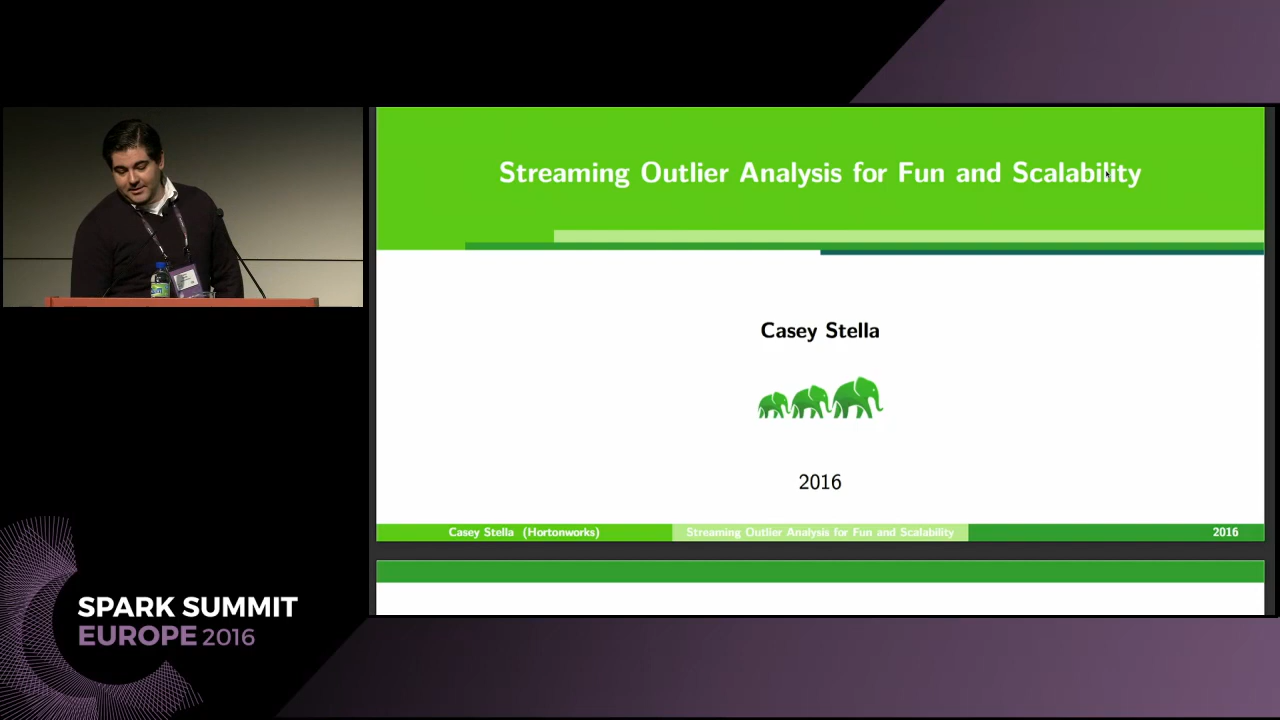 Streaming Outlier Analysis for Fun and Scalability
Casey Stella
2016
Casey Stella (Hortonworks)
Streaming Outlier Analysis for Fun and Scalability
2016
SPARK SUMMIT
EUROPE 2016